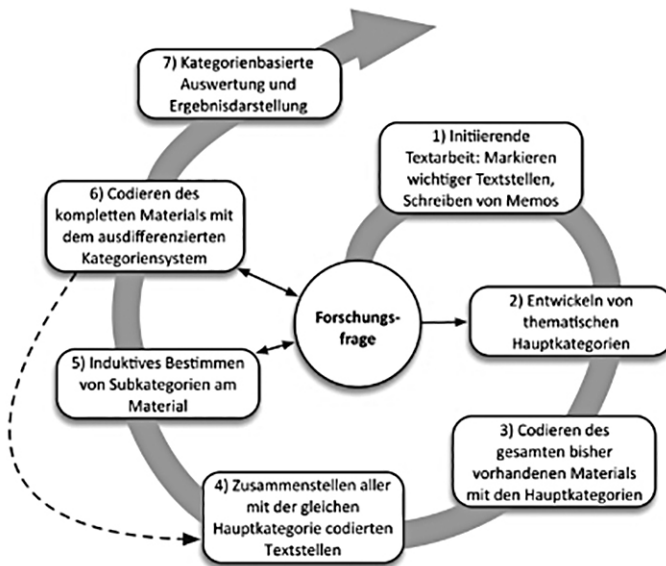 7) Kategorienbasierte
Auswertung und
Ergebnisdarstellung
1) Initiierende
Textarbeit: Markieren
wichtiger Textstellen,
Schreiben von Memos
6) Codieren des
kompletten Materials mit
dem ausdifferenzierten
Kategoriensystem
Forschungs-
frage
2) Entwickeln von
thematischen
Hauptkategorien
5) Induktives Bestimmen
von Subkategorien am
Material
3) Codieren des
gesamten bisher
vorhandenen Materials
mit den Hauptkategorien
4) Zusammenstellen aller
mit der gleichen
Hauptkategorie codierten
Textstellen